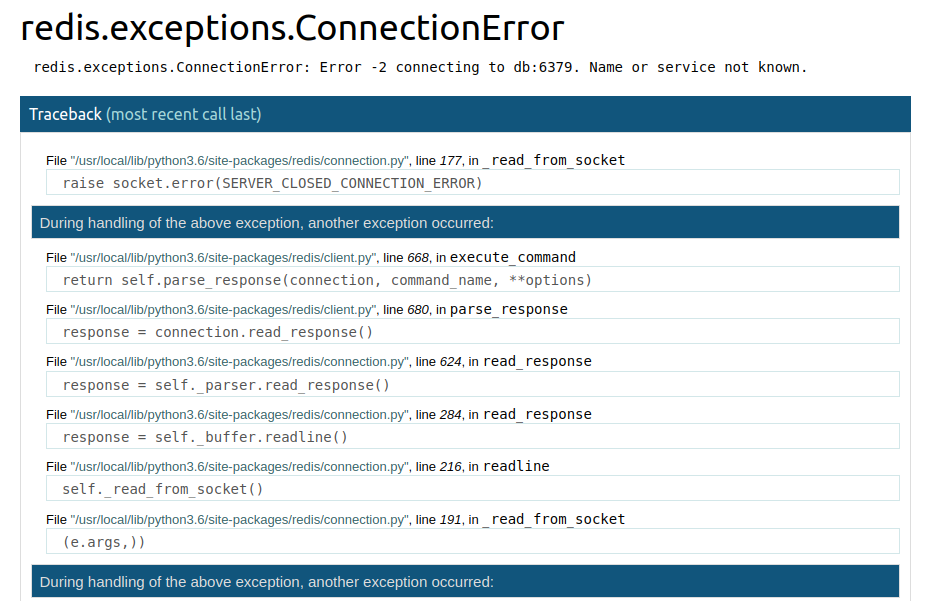 redis.exceptions.ConnectionError
redis.exceptions.ConnectionError: Error -2 connecting to db:6379. Name or service not known.
Traceback (most recent call last)
File "/usr/local/lib/python3.6/site-packages/redis/connection.py", line 177, in _read_from_socket
raise socket.error(SERVER_CLOSED_CONNECTION_ERROR)
During handling of the above exception, another exception occurred:
File "/usr/local/lib/python3.6/site-packages/redis/client.py", line 668, in execute_command
return self.parse_response(connection, command_name, **options)
File "/usr/local/lib/python3.6/site-packages/redis/client.py", line 680, in parse_response
response = connection.read_response()
File "/usr/local/lib/python3.6/site-packages/redis/connection.py", line 624, in read_response
response = self._parser.read_response()
File "/usr/local/lib/python3.6/site-packages/redis/connection.py", line 284, in read_response
response = self._buffer.readline()
File "/usr/local/lib/python3.6/site-packages/redis/connection.py", line 216, in readline
self._read_from_socket()
File "/usr/local/lib/python3.6/site-packages/redis/connection.py", line 191, in _read_from_socket
(e.args,))
During handling of the above exception, another exception occurred: